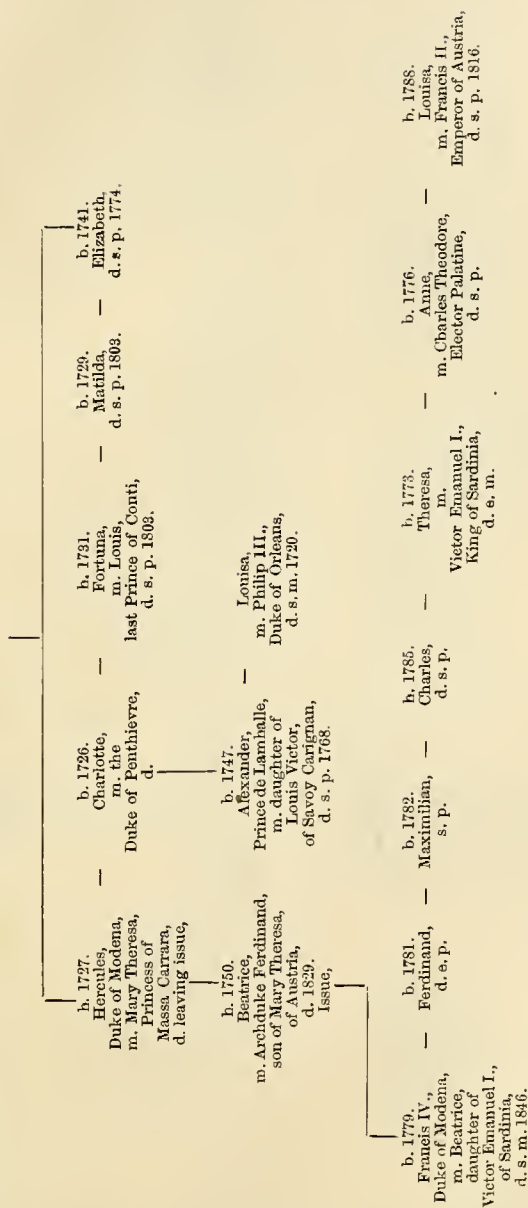 b. 1727.
Hercules,
Duke of Modena,
m. Mary Theresa,
Princess of
Massa Carrara,
d. leaving issue,
b. 1726.
Charlotte,
m. the
Duke of Penthievre,
d.
b. 1731.
Fortuna,
m. Louis,
last Prince of Conti,
d. s. p. 1803.
b. 1729.
Matilda,
d. s. p. 1803.
b. 1741.
Elizabeth,
d. s. p. 1774.
b. 1750.
Beatrice,
m. Archduke Ferdinand,
son of Mary Theresa,
of Austria,
d. 1829.
Issue,
b. 1747.
Alexander,
Prince de Lamballe,
m. daughter of
Louis Victor,
of Savoy Carignan,
d. s. p. 1768.
Louisa,
m. Philip III.,
Duke of Orleans,
d. s. m. 1720.
b. 1779.
Francis IV.,
Duke of Modena,
m. Beatrice,
daughter of
Victor Emanuel I.,
of Sardinia,
d. s. m. 1846.
b. 1781.
Ferdinand,
d. s. p.
b. 1782.
Maximilian,
s. p.
b. 1785.
Charles,
d. s. p.
b. 1773.
Theresa,
m.
Victor Emanuel I.,
King of Sardinia,
d. s. m.
b. 1776.
Anne,
m. Charles Theodore,
Elector Palatine,
d. s. p.
b. 1788.
Louisa,
m. Francis II.,
Emperor of Austria,
d. s. p. 1816.